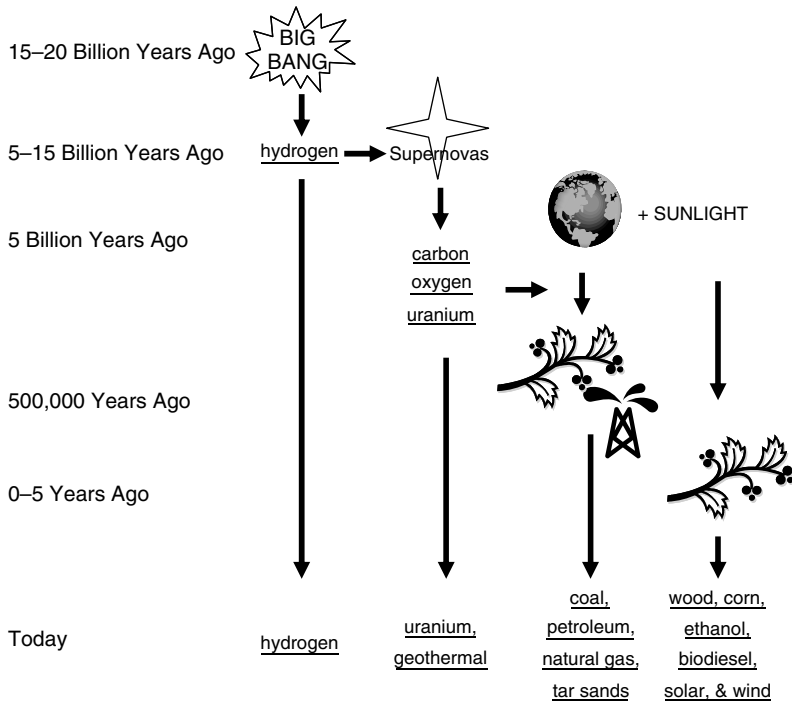 15–20 Billion Years Ago
BIG
BANG
5–15 Billion Years Ago
hydrogen
Supernovas
+ SUNLIGHT
5 Billion Years Ago
carbon
oxygen
uranium
500,000 Years Ago
0–5 Years Ago
Today
hydrogen
uranium,
geothermal
coal,
petroleum,
natural gas,
tar sands
wood, corn,
ethanol,
biodiesel,
solar, & wind